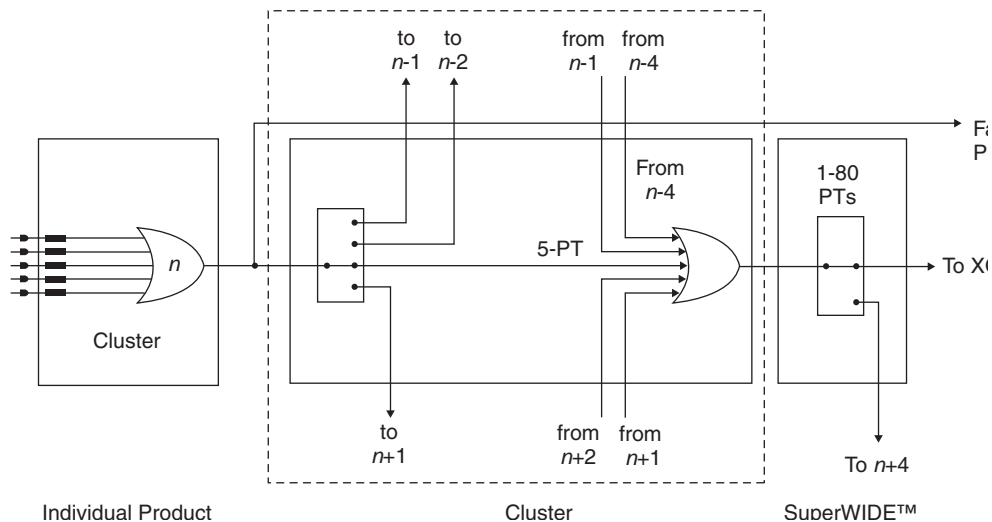 to
n-1
to
n-2
from
n-1
from
n-4
From
n-4
1-80
PTs
n
5-PT
To
Cluster
to
n+1
from
n+2
from
n+1
To n+4
Individual Product
Cluster
SuperWIDE™